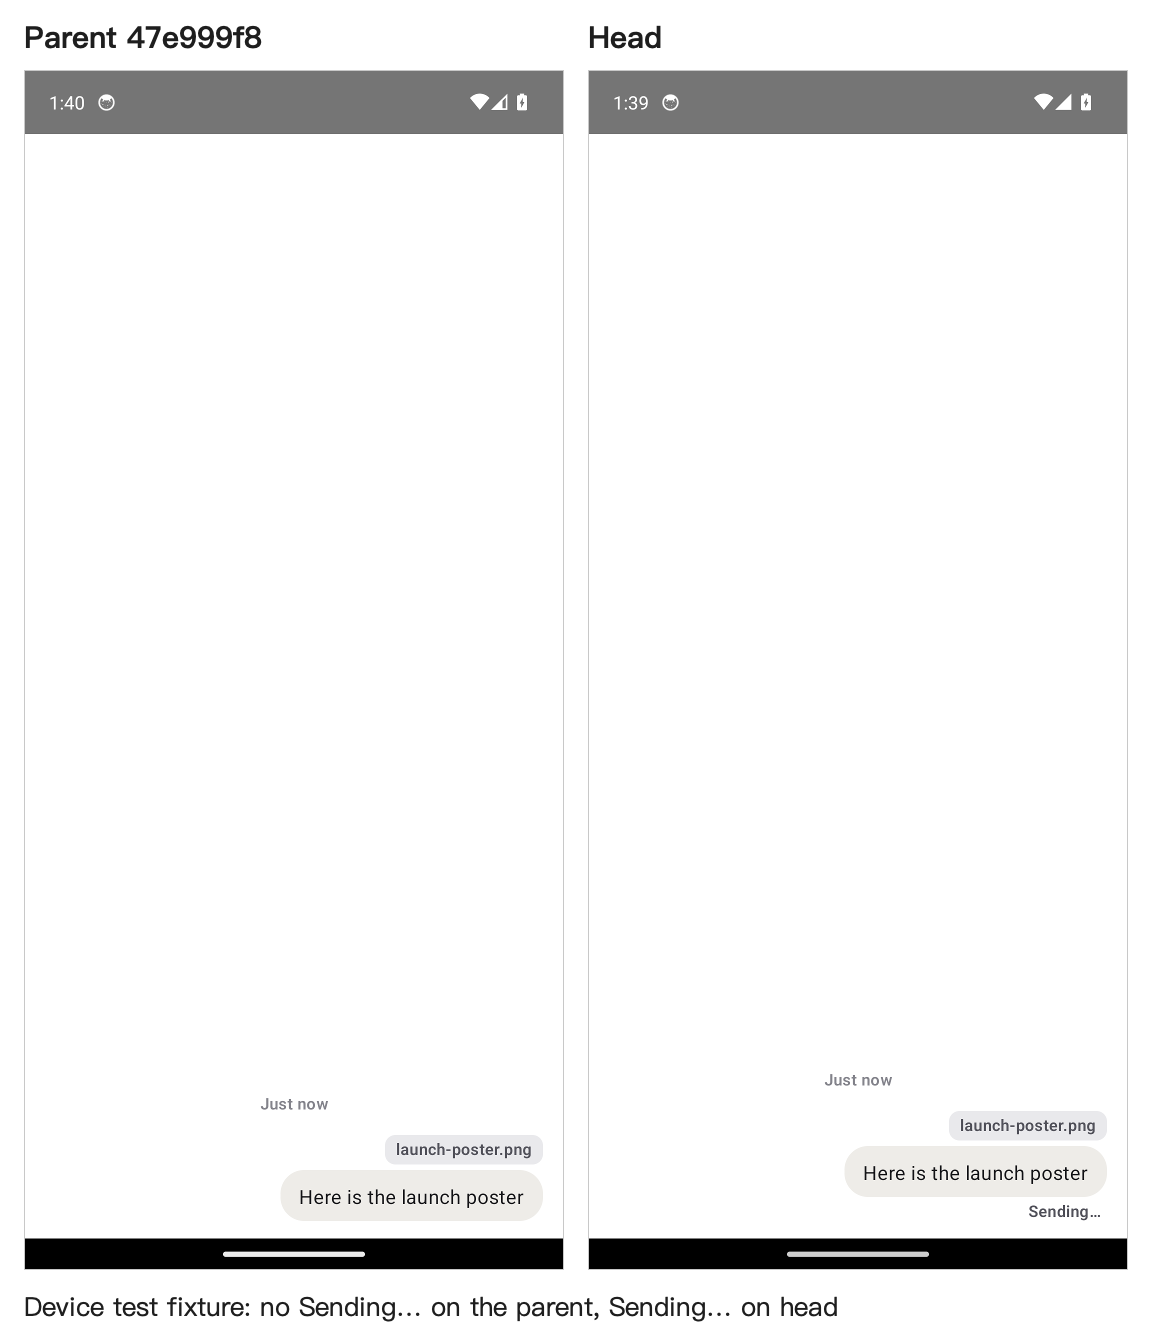 Parent 47e999f8
Head
1:40
1:39
Just now
launch-poster.png
Here is the launch poster
Just now
launch-poster.png
Here is the launch poster
Sending…
Device test fixture: no Sending… on the parent, Sending… on head